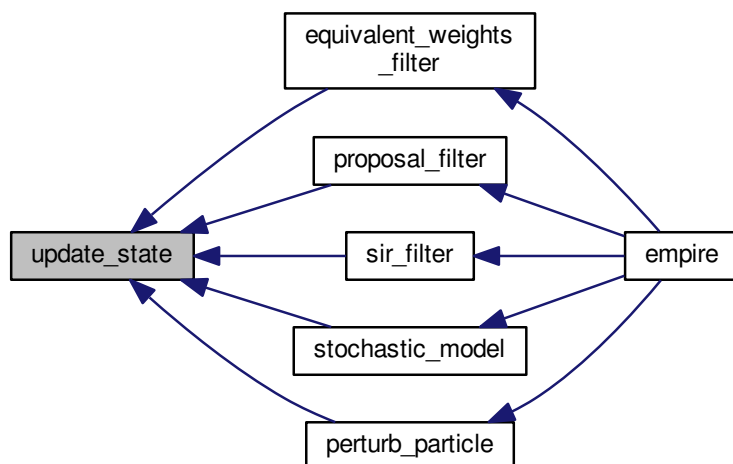 equivalent_weights
_filter
proposal_filter
update_state
sir_filter
empire
stochastic_model
perturb_particle